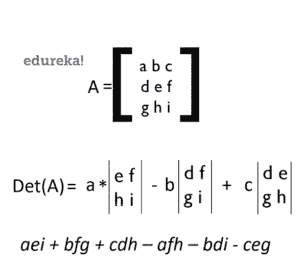 edureka!
a b c
A = d e f
g h i
e f d f d e
Det(A) = a* - b + c
h i g i g h
aei + bfg + cdh – afh – bdi - ceg